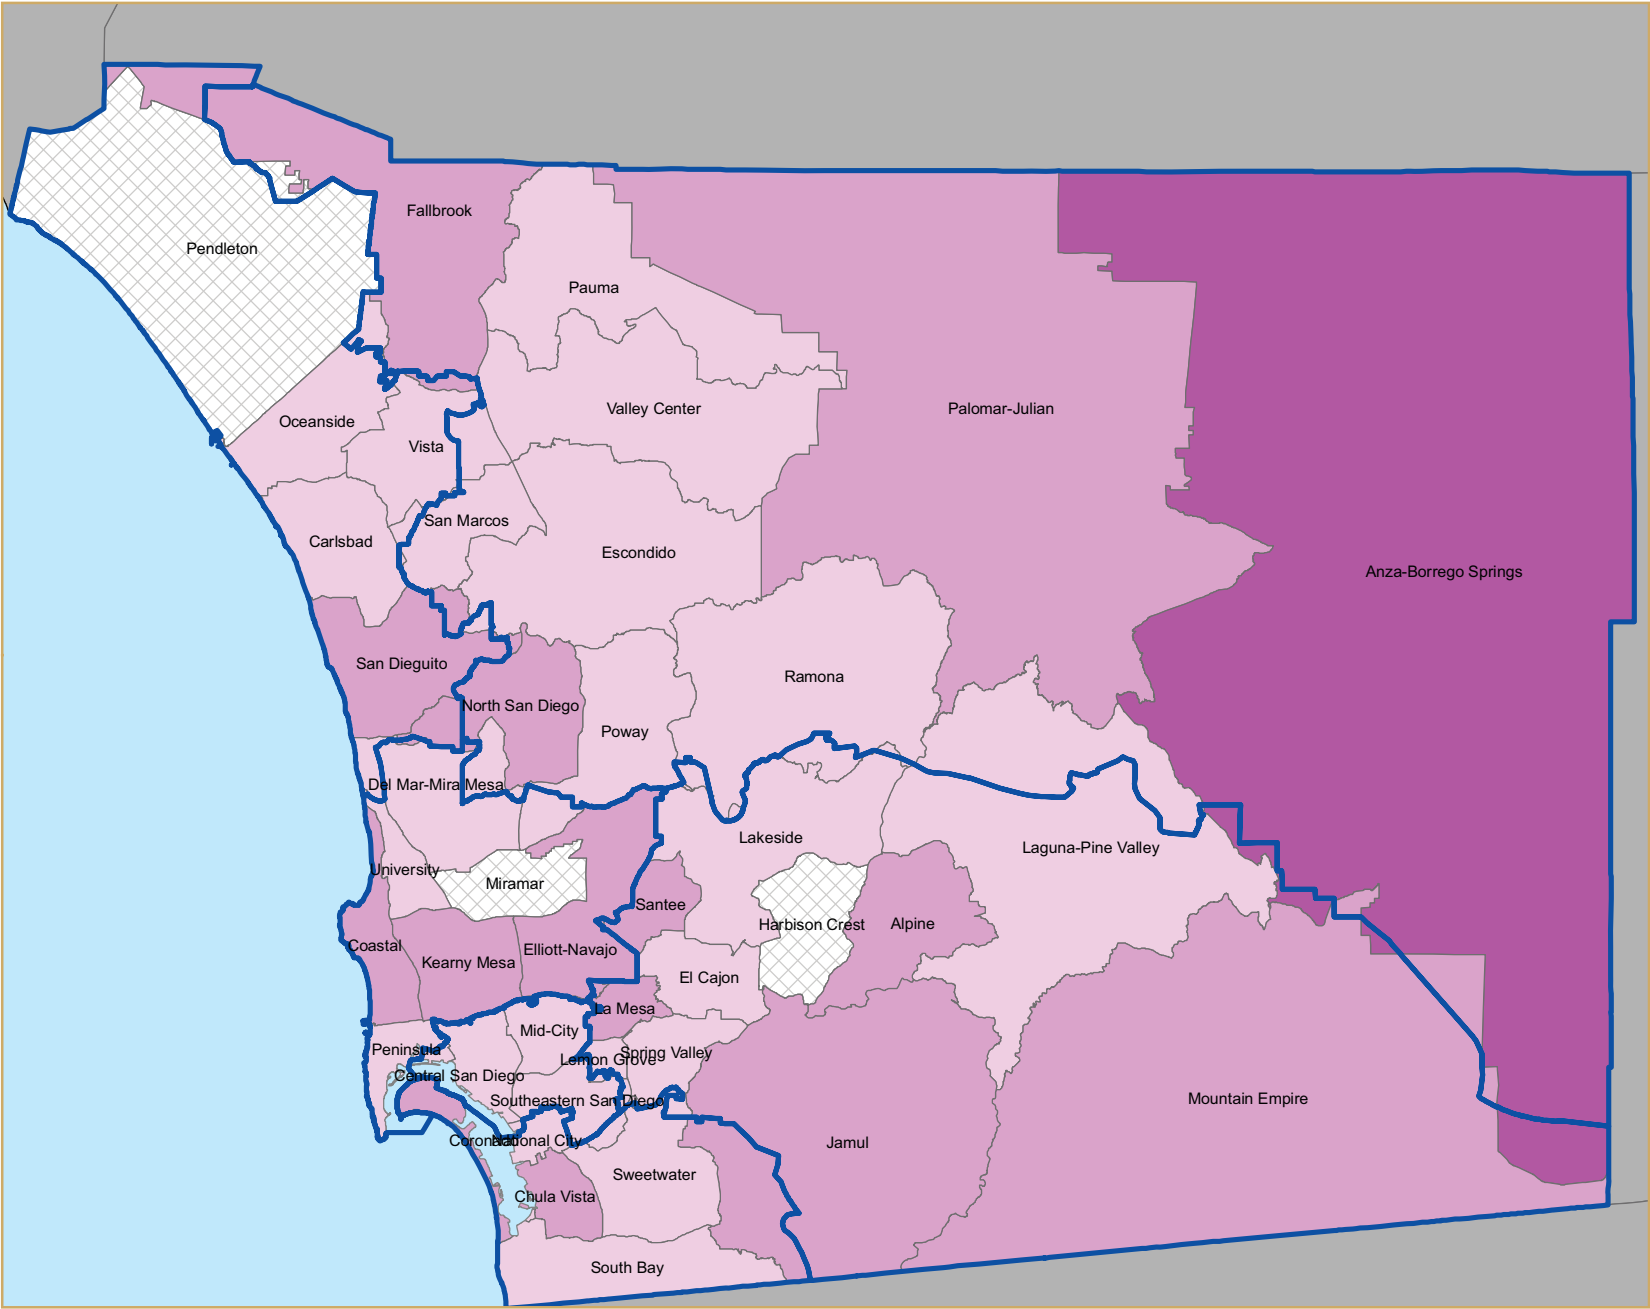 Fallbrook
Pendleton
Pauma
Valley Center
Palomar-Julian
Oceanside
Vista
San Marcos
Carlsbad
Escondido
Anza-Borrego Springs
San Dieguito
Ramona
North San Diego
Poway
Del Mar-Mira Mesa
Lakeside
Laguna-Pine Valley
University
Miramar
Santee
Harbison Crest
Alpine
Coastal
Elliott-Navajo
Kearny Mesa
El Cajon
La Mesa
Mid-City
Peninsula
Lemon Grove
Spring Valley
Central San Diego
Southeastern San Diego
Mountain Empire
Coronado
National City
Jamul
Sweetwater
Chula Vista
South Bay